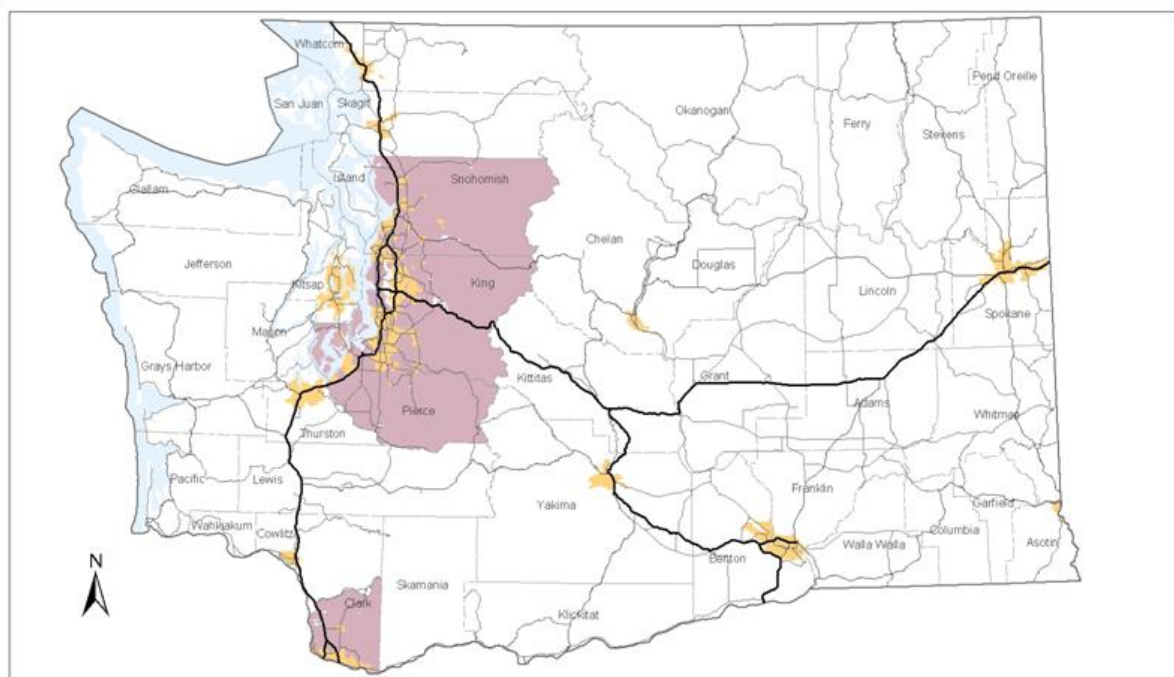 Whatcom
San Juan
Skagit
Okanogan
Pend Oreille
Ferry
Stevens
Island
Snohomish
Clallam
Chelan
Douglas
Jefferson
Kitsap
King
Lincoln
Spokane
Mason
Grays Harbor
Kittitas
Grant
Adams
Whitman
Pierce
Thurston
Pacific
Lewis
Yakima
Franklin
Garfield
Wahkiakum
Cowlitz
Columbia
Walla Walla
Asotin
Benton
Skamania
Clark
Klickitat
N